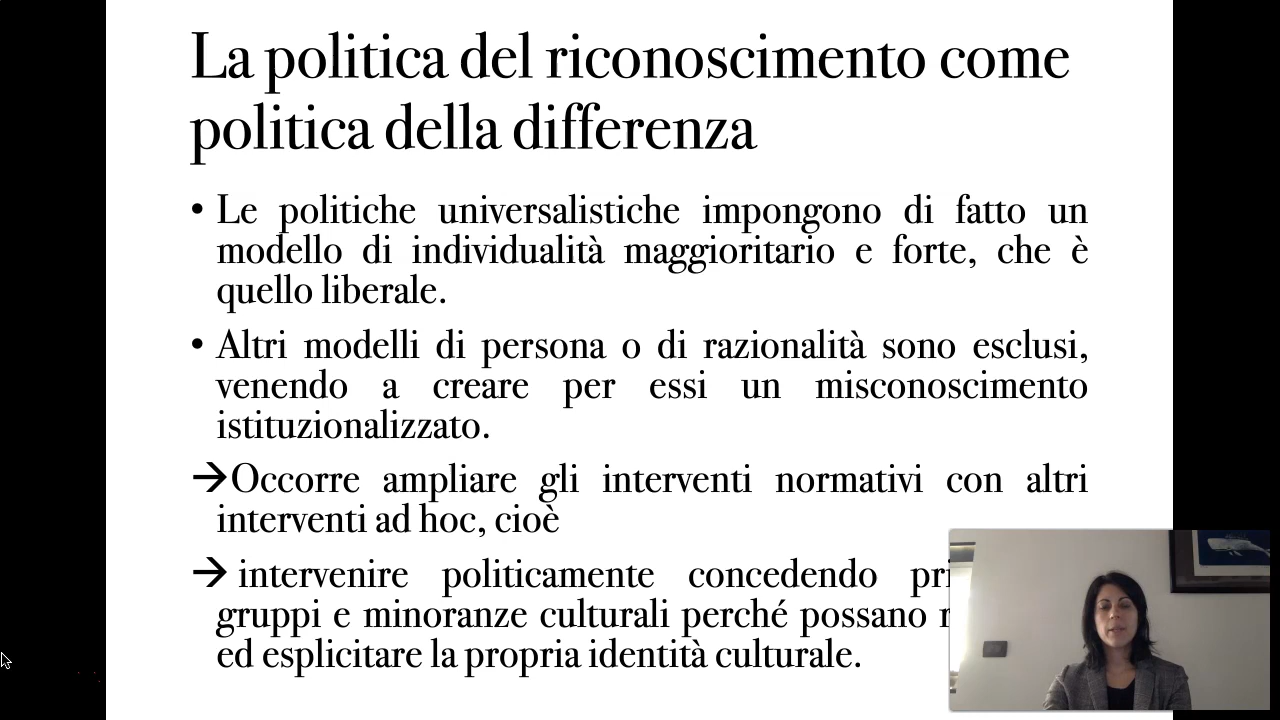 La politica del riconoscimento come
politica della differenza
• Le politiche universalistiche impongono di fatto un
modello di individualità maggioritario e forte, che è
quello liberale.
• Altri modelli di persona o di razionalità sono esclusi,
venendo a creare per essi un misconoscimento
istituzionalizzato.
→Occorre ampliare gli interventi normativi con altri
interventi ad hoc, cioè
→ intervenire politicamente concedendo
gruppi e minoranze culturali perché possano
ed esplicitare la propria identità culturale.